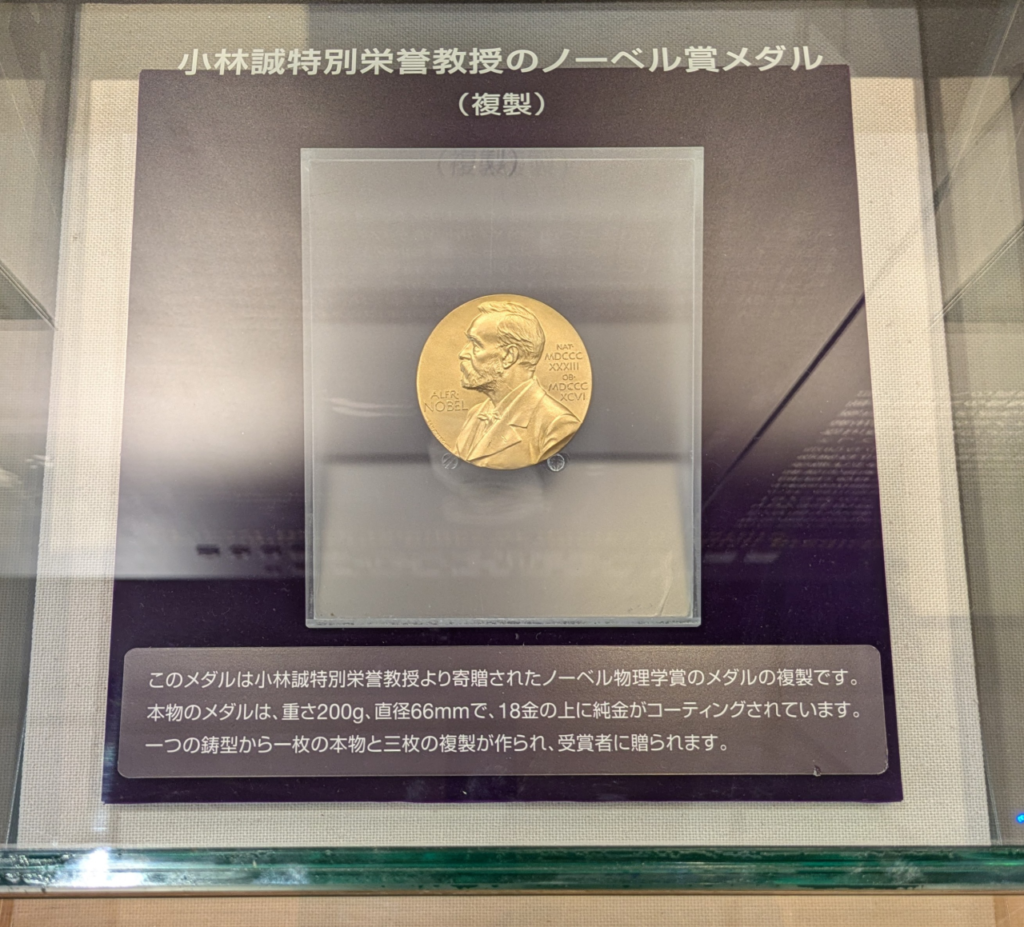 小林誠特別栄誉教授のノーベル賞メダル
（複製）
ALFR·
NOBEL
NAT·
MDCCC
XXXIII
OB·
MDCCC
XCVI
このメダルは小林誠特別栄誉教授より寄贈されたノーベル物理学賞のメダルの複製です。
本物のメダルは、重さ200g、直径66mmで、18金の上に純金がコーティングされています。
一つの鋳型から一枚の本物と三枚の複製が作られ、受賞者に贈られます。